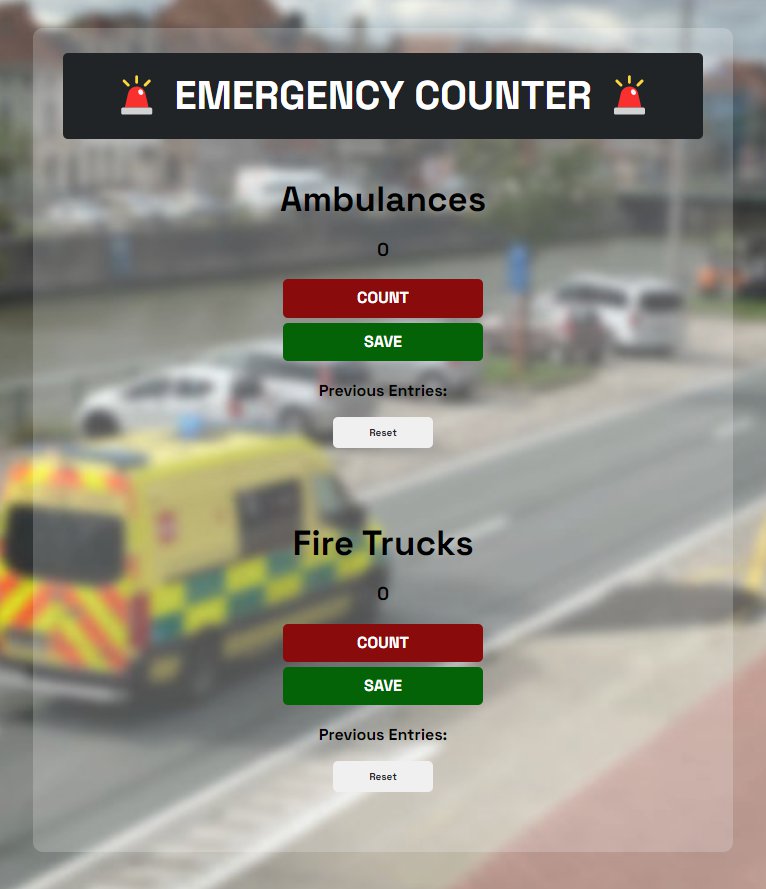 🚨 EMERGENCY COUNTER 🚨
Ambulances
0
COUNT
SAVE
Previous Entries:
Reset
Fire Trucks
0
COUNT
SAVE
Previous Entries:
Reset